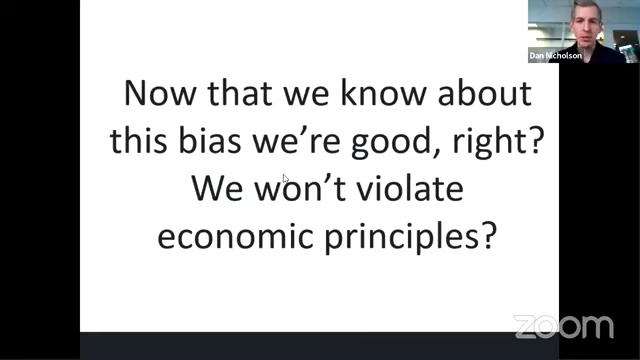 Dan Nicholson
Now that we know about
this bias we're good, right?
We won't violate
economic principles?
zoom